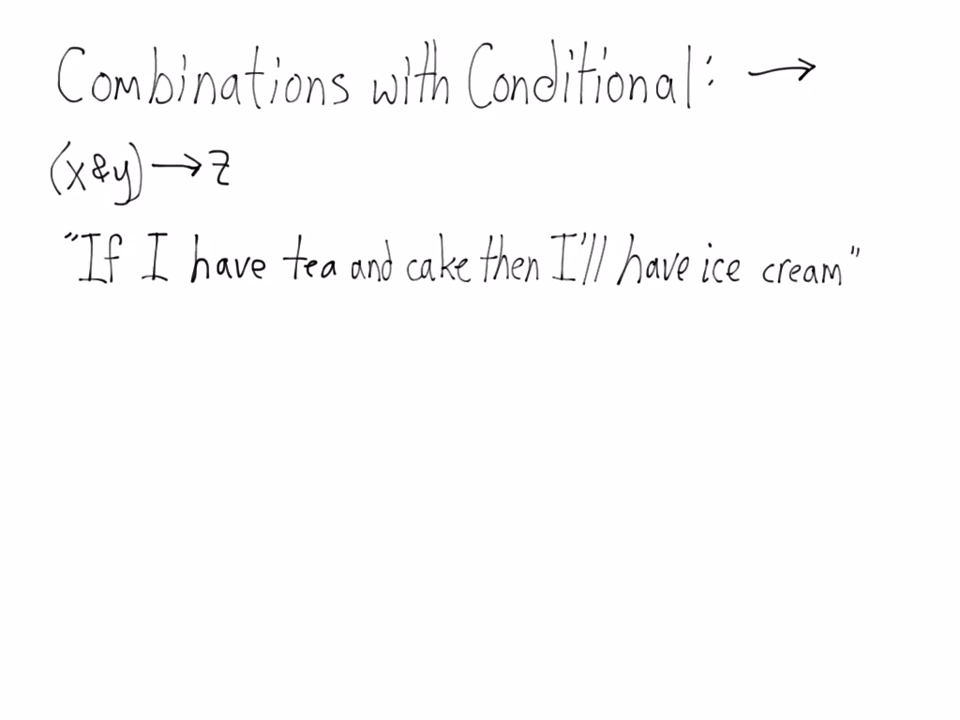 Combinations with Conditional: →
(x&y)→z
"If I have tea and cake then I'll have ice cream"